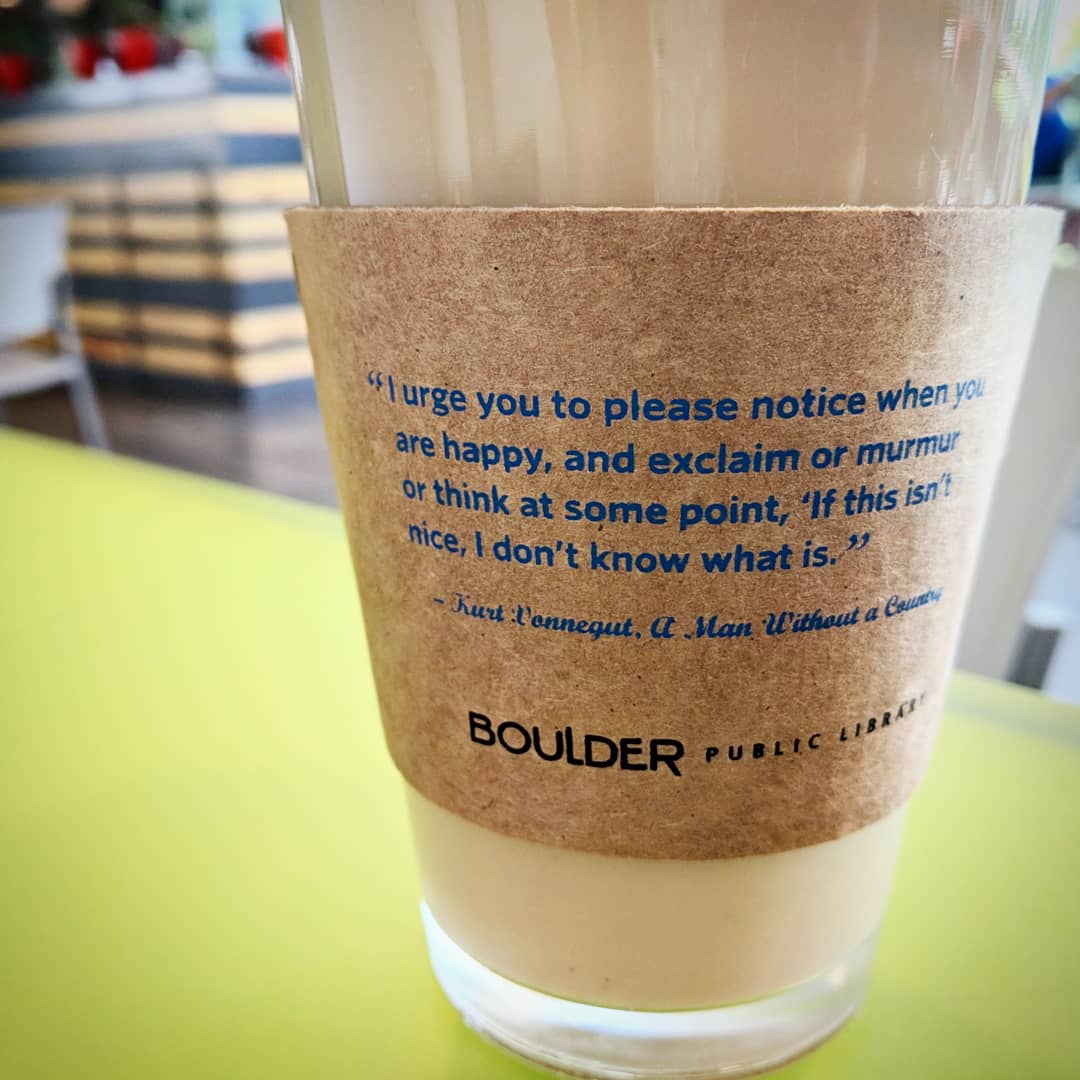 “I urge you to please notice when you
are happy, and exclaim or murmur
or think at some point, ‘If this isn’t
nice, I don’t know what is.”
- Kurt Vonnegut, A Man Without a Country
BOULDER PUBLIC LIBRARY